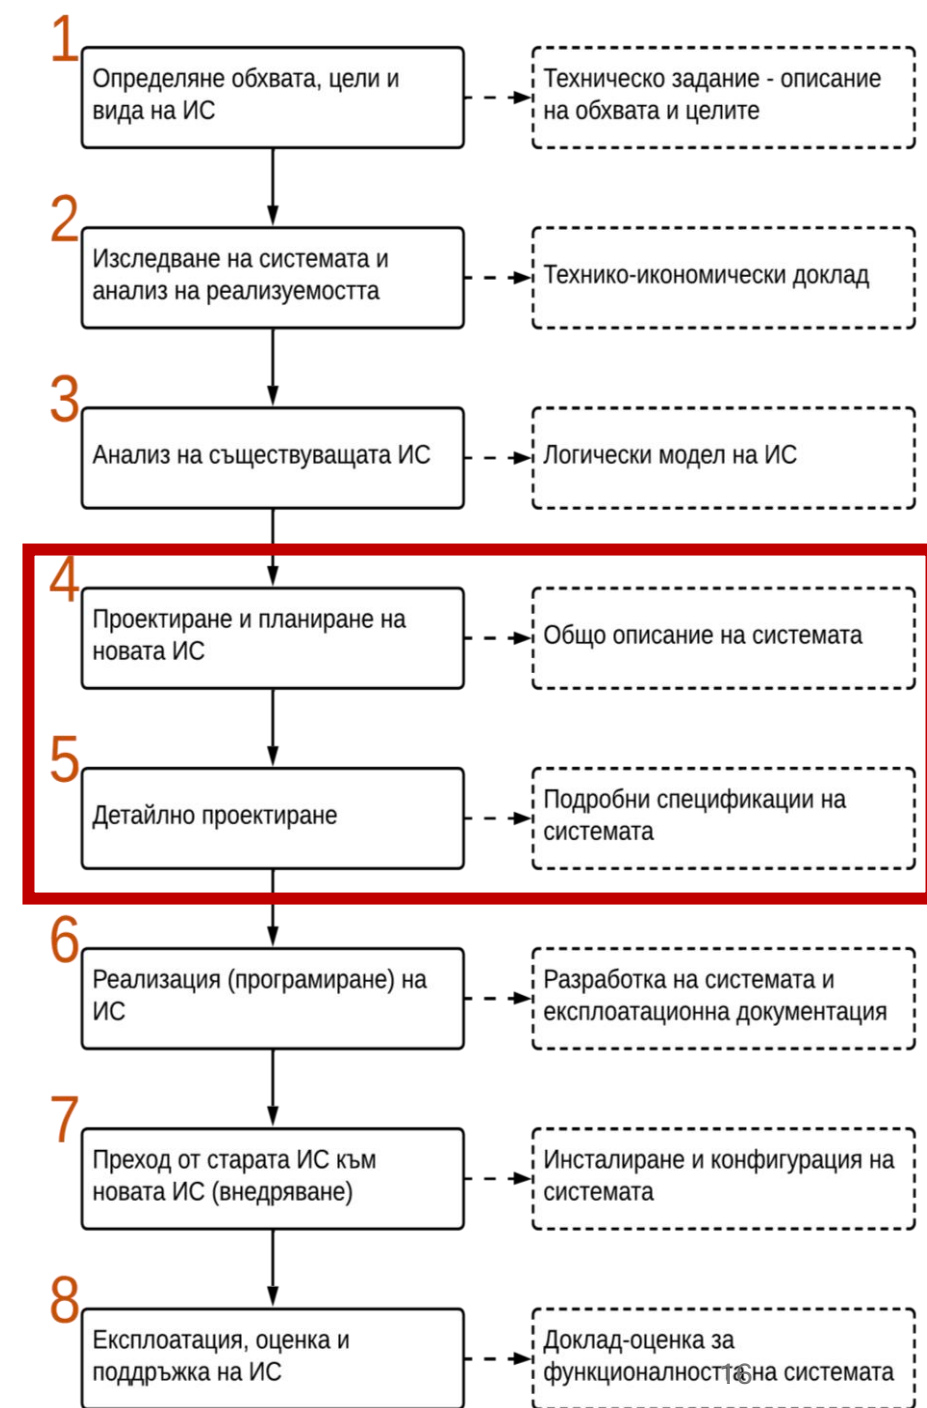 1
Определяне обхвата, цели и
вида на ИС
Техническо задание - описание
на обхвата и целите
2
Изследване на системата и
анализ на реализуемостта
Технико-икономически доклад
3
Анализ на съществуващата ИС
Логически модел на ИС
4
Проектиране и планиране на
новата ИС
Общо описание на системата
5
Детайлно проектиране
Подробни спецификации на
системата
6
Реализация (програмиране) на
ИС
Разработка на системата и
експлоатационна документация
7
Преход от старата ИС към
новата ИС (внедряване)
Инсталиране и конфигурация на
системата
8
Експлоатация, оценка и
поддръжка на ИС
Доклад-оценка за
функционалността на системата
16